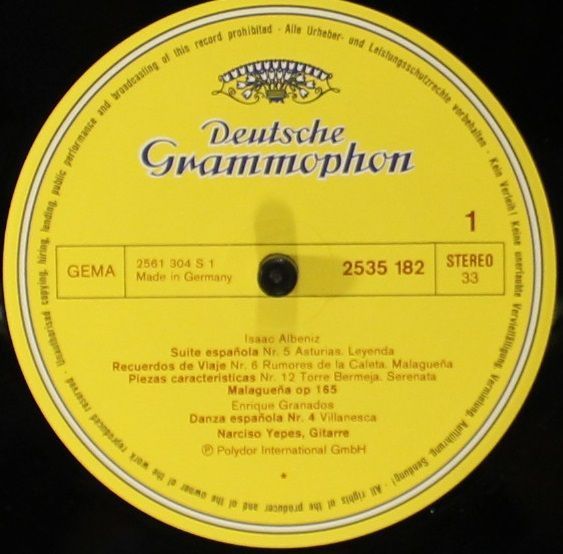 Unauthorised copying, hiring, lending, public performance and broadcasting of this record prohibited - Alle Urheber- und Leistungsschutzrechte vorbehalten - Kein Verleih! Keine unerlaubte Vervielfältigung, Vermietung, Aufführung, Sendung! - All rights of the producer and of the owner of the work reproduced reserved.
Deutsche
Grammophon
1
GEMA
2561 304 S 1
Made in Germany
2535 182
STEREO
33
Isaac Albeniz
Suite española Nr. 5 Asturias. Leyenda
Recuerdos de Viaje Nr. 6 Rumores de la Caleta. Malagueña
Piezas caracteristicas Nr. 12 Torre Bermeja. Serenata
Malagueña op 165
Enrique Granados
Danza española Nr. 4 Villanesca
Narciso Yepes, Gitarre
Ⓟ Polydor International GmbH
*